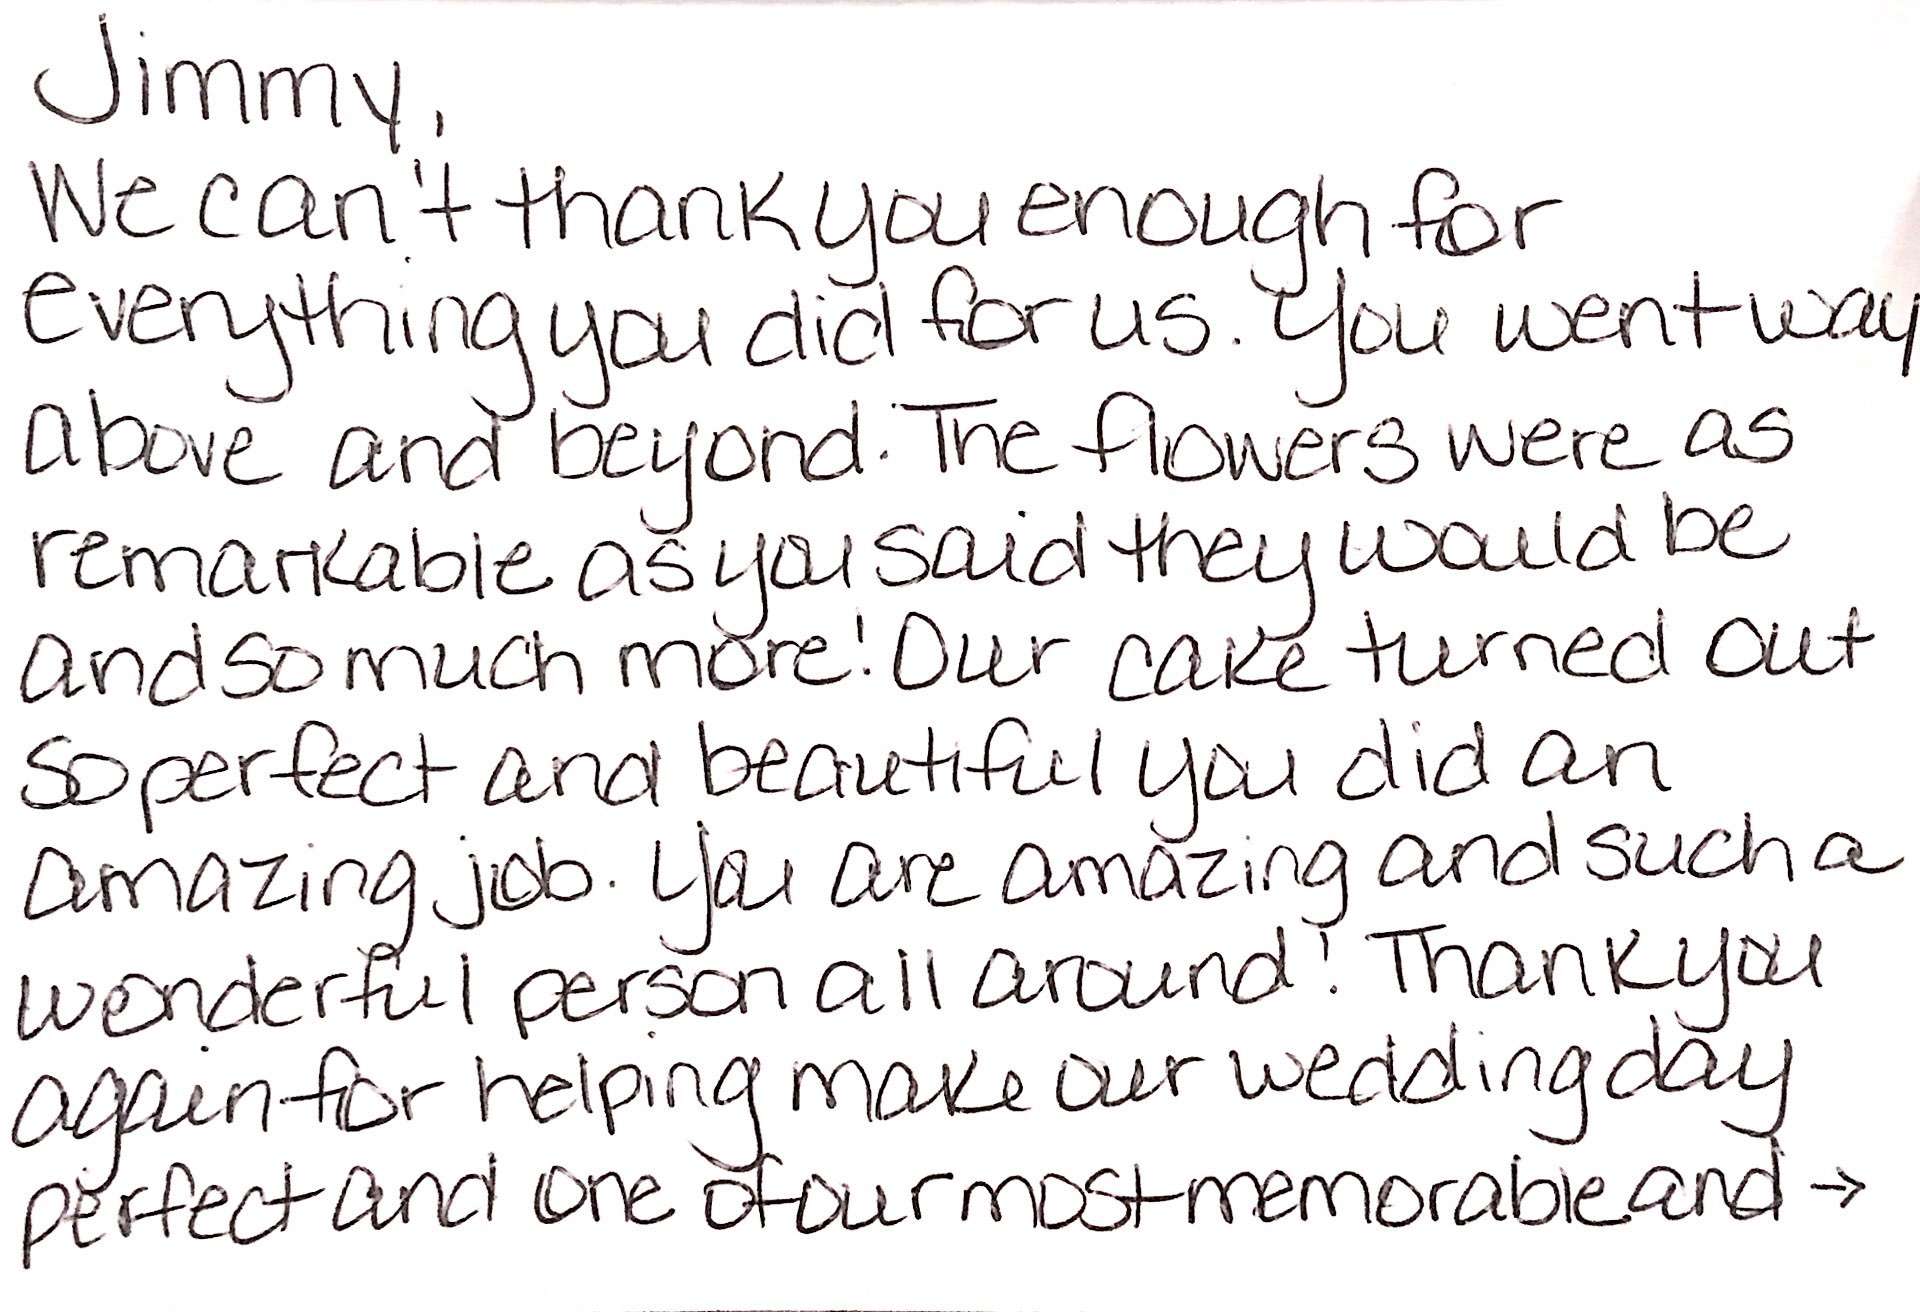 Jimmy,
We can't thank you enough for
everything you did for us. You went way
above and beyond. The flowers were as
remarkable as you said they would be
and so much more! Our cake turned out
so perfect and beautiful you did an
amazing job. You are amazing and such a
wonderful person all around! Thank you
again for helping make our wedding day
perfect and one of our most memorable and →